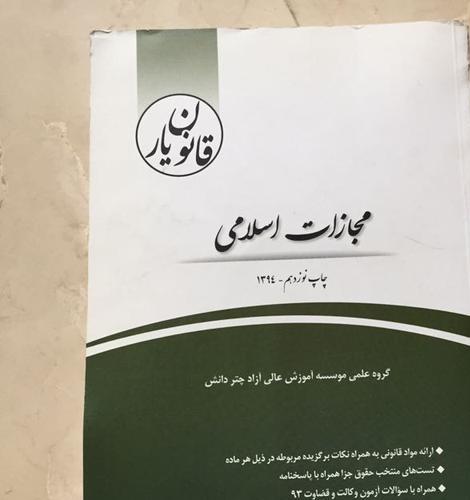 قانون یار
مجازات اسلامی
چاپ نوزدهم - ۱۳۹۴
گروه علمی موسسه آموزش عالی آزاد چتر دانش
♦ ارائه مواد قانونی به همراه نکات برگزیده مربوطه در ذیل هر ماده
♦ تست‌های منتخب حقوق جزا همراه با پاسخنامه
♦ همراه با سؤالات آزمون وکالت و قضاوت ۹۳